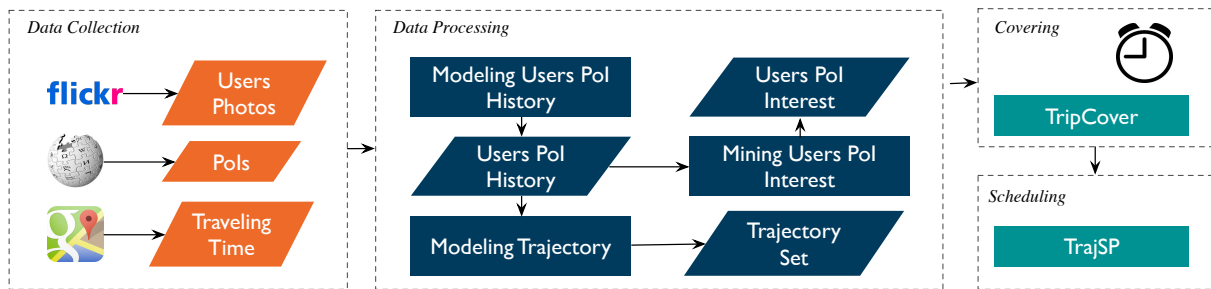 Data Collection
flickr
Users
Photos
PoIs
Traveling
Time
Data Processing
Modeling Users PoI
History
Users PoI
History
Modeling Trajectory
Users PoI
Interest
Mining Users PoI
Interest
Trajectory
Set
Covering
TripCover
Scheduling
TrajSP